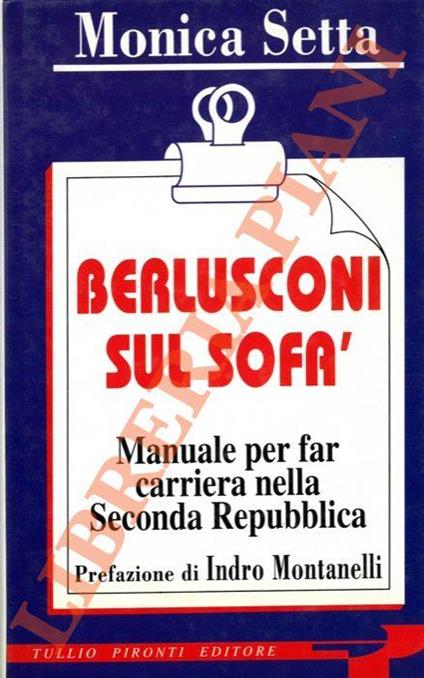 Monica Setta
BERLUSCONI
SUL SOFA'
Manuale per far
carriera nella
Seconda Repubblica
Prefazione di Indro Montanelli
TULLIO PIRONTI EDITORE
LIBRERIA PIANI